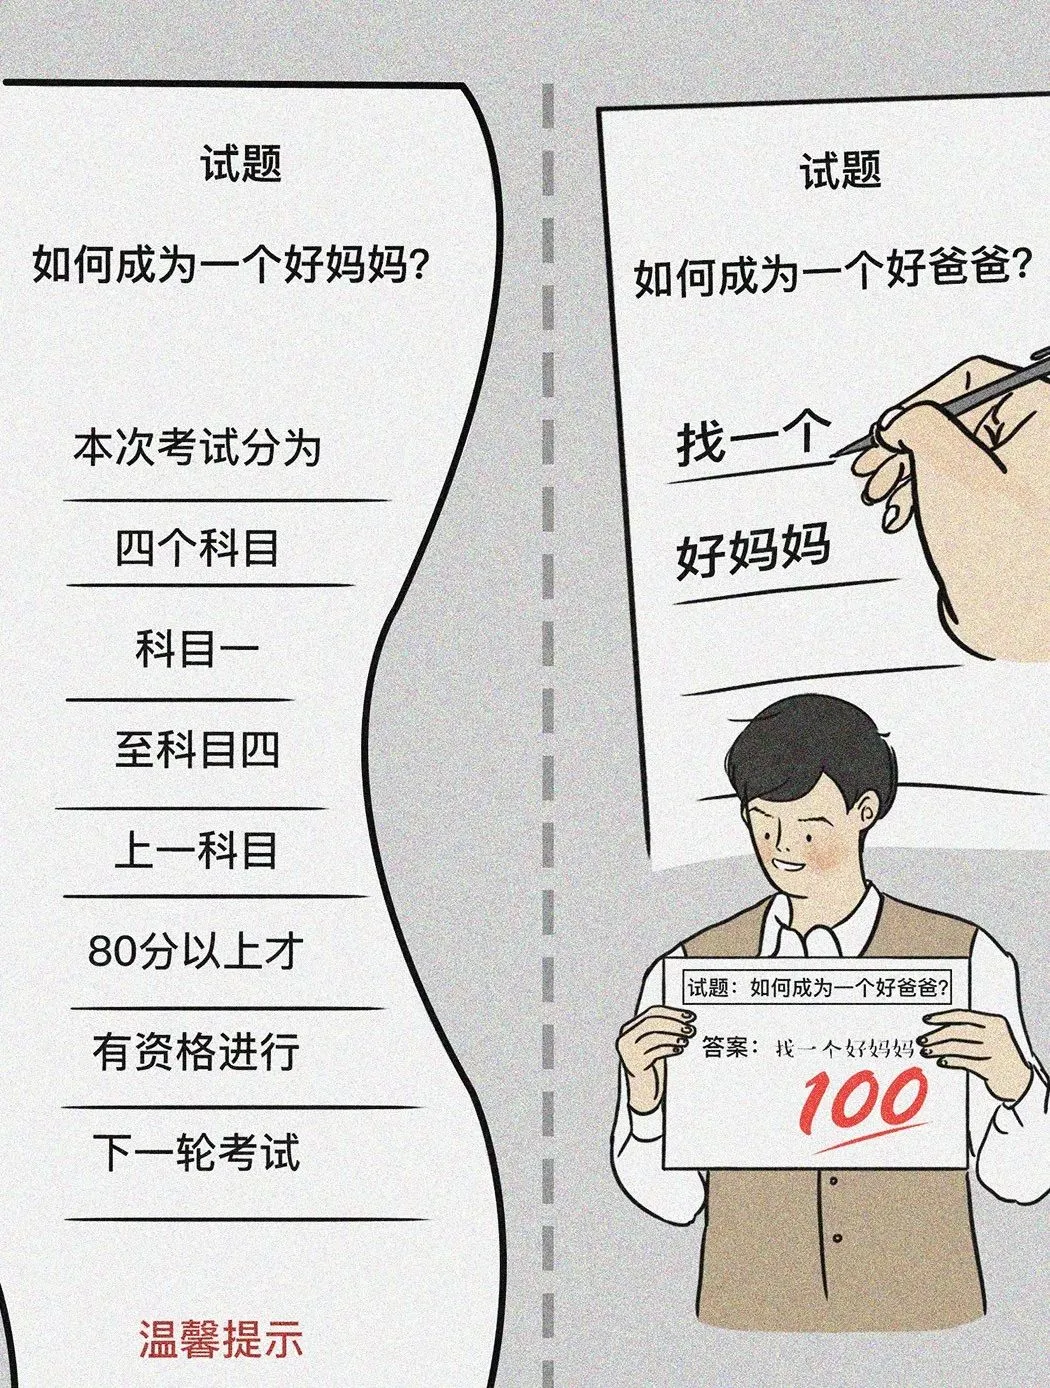 试题
如何成为一个好妈妈?
本次考试分为
四个科目
科目一
至科目四
上一科目
80分以上才
有资格进行
下一轮考试
温馨提示
试题
如何成为一个好爸爸?
找一个
好妈妈
试题：如何成为一个好爸爸?
答案：找一个好妈妈
100